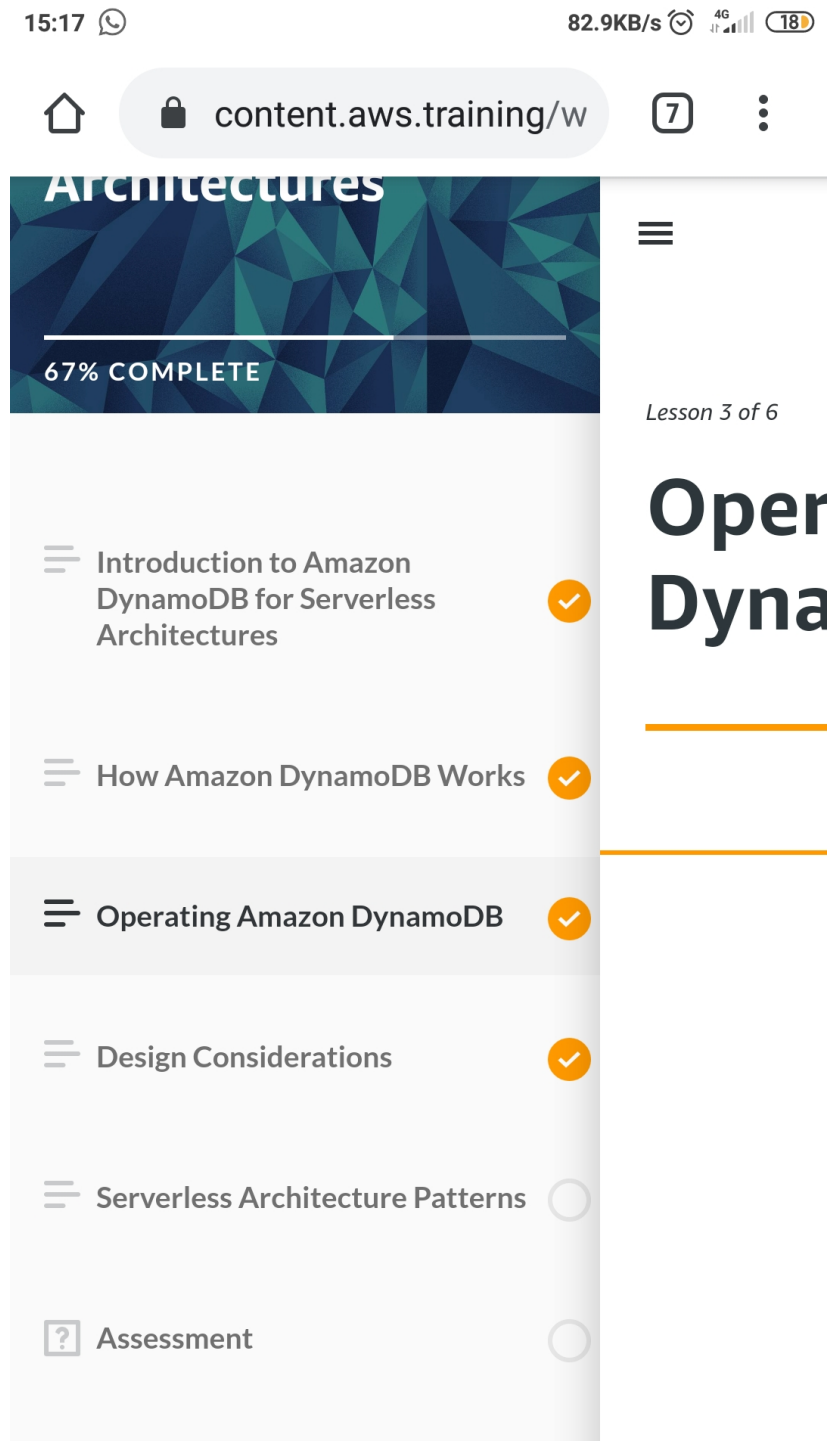 15:17
82.9KB/s 4G 18
content.aws.training/w
7
Architectures
67% COMPLETE
Introduction to Amazon
DynamoDB for Serverless
Architectures
How Amazon DynamoDB Works
Operating Amazon DynamoDB
Design Considerations
Serverless Architecture Patterns
? Assessment
Lesson 3 of 6
Oper
Dyna